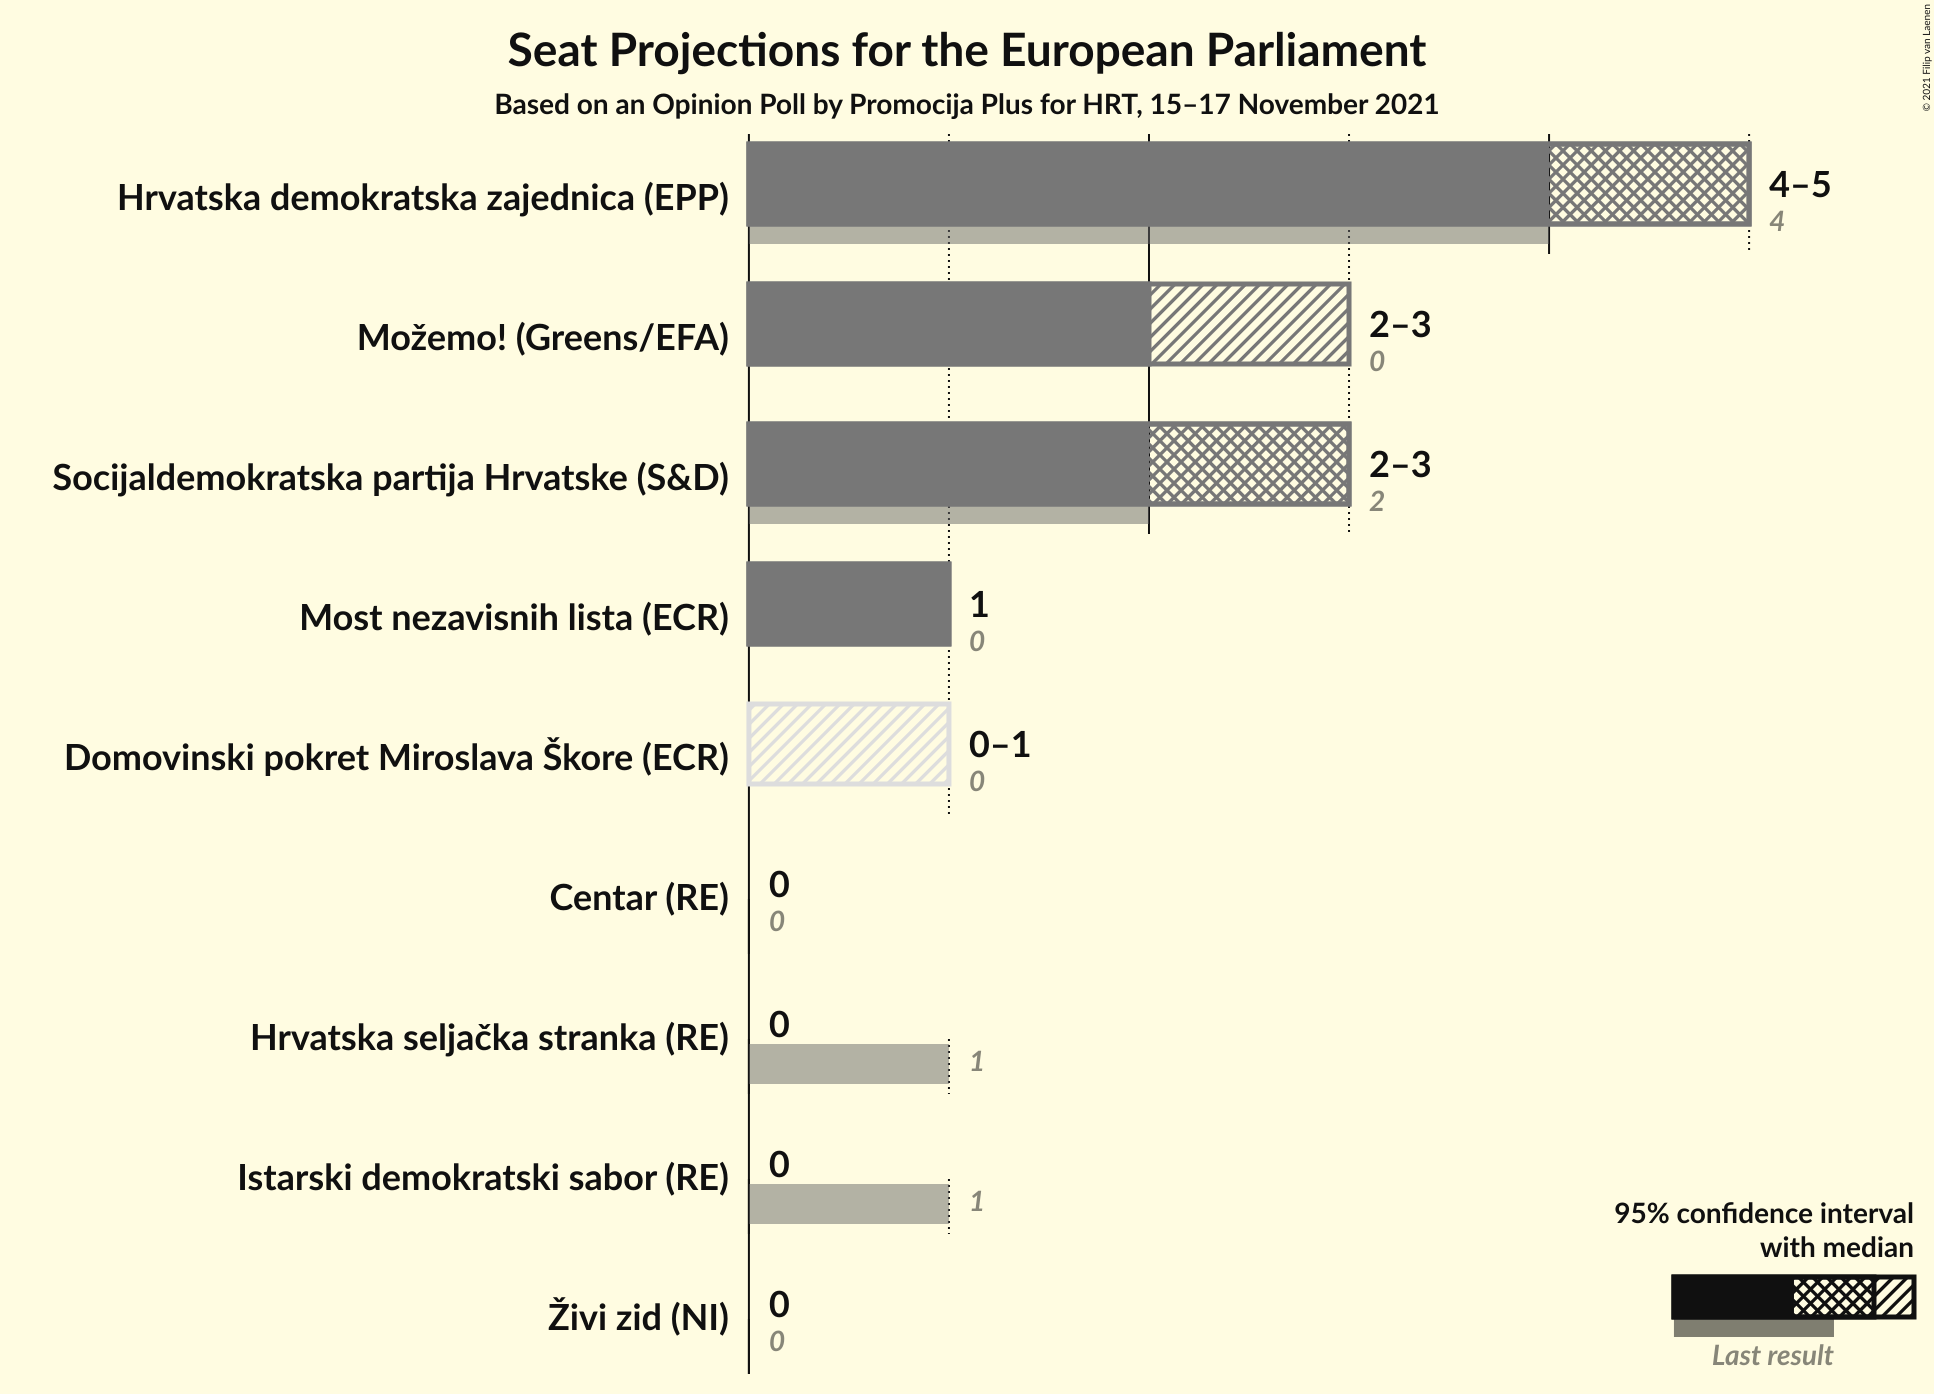 Seat Projections for the European Parliament
Based on an Opinion Poll by Promocija Plus for HRT, 15–17 November 2021
© 2021 Filip van Laenen
Hrvatska demokratska zajednica (EPP)
4–5
4
Možemo! (Greens/EFA)
2–3
0
Socijaldemokratska partija Hrvatske (S&D)
2–3
2
Most nezavisnih lista (ECR)
1
0
Domovinski pokret Miroslava Škore (ECR)
0–1
0
Centar (RE)
0
0
Hrvatska seljačka stranka (RE)
0
1
Istarski demokratski sabor (RE)
0
1
Živi zid (NI)
0
0
95% confidence interval
with median
Last result